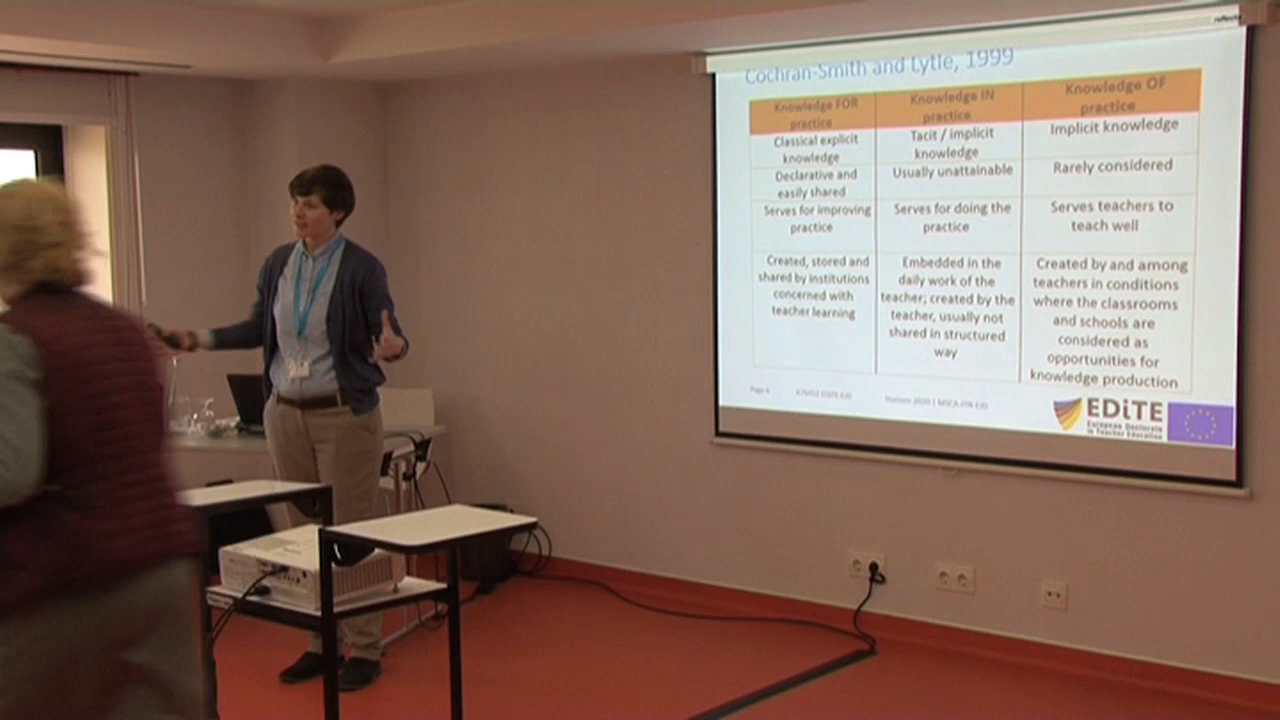 Cochran-Smith and Lytle, 1999
Knowledge FOR
practice
Knowledge IN
practice
Knowledge OF
practice
Classical explicit
knowledge
Tacit / implicit
knowledge
Implicit knowledge
Declarative and
easily shared
Usually unattainable
Rarely considered
Serves for improving
practice
Serves for doing the
practice
Serves teachers to
teach well
Created, stored and
shared by institutions
concerned with
teacher learning
Embedded in the
daily work of the
teacher; created by the
teacher, usually not
shared in structured
way
Created by and among
teachers in conditions
where the classrooms
and schools are
considered as
opportunities for
knowledge production
Horizon 2020 | MSCA-ITN-EJD
EDiTE
European Doctorate
in Teacher Education